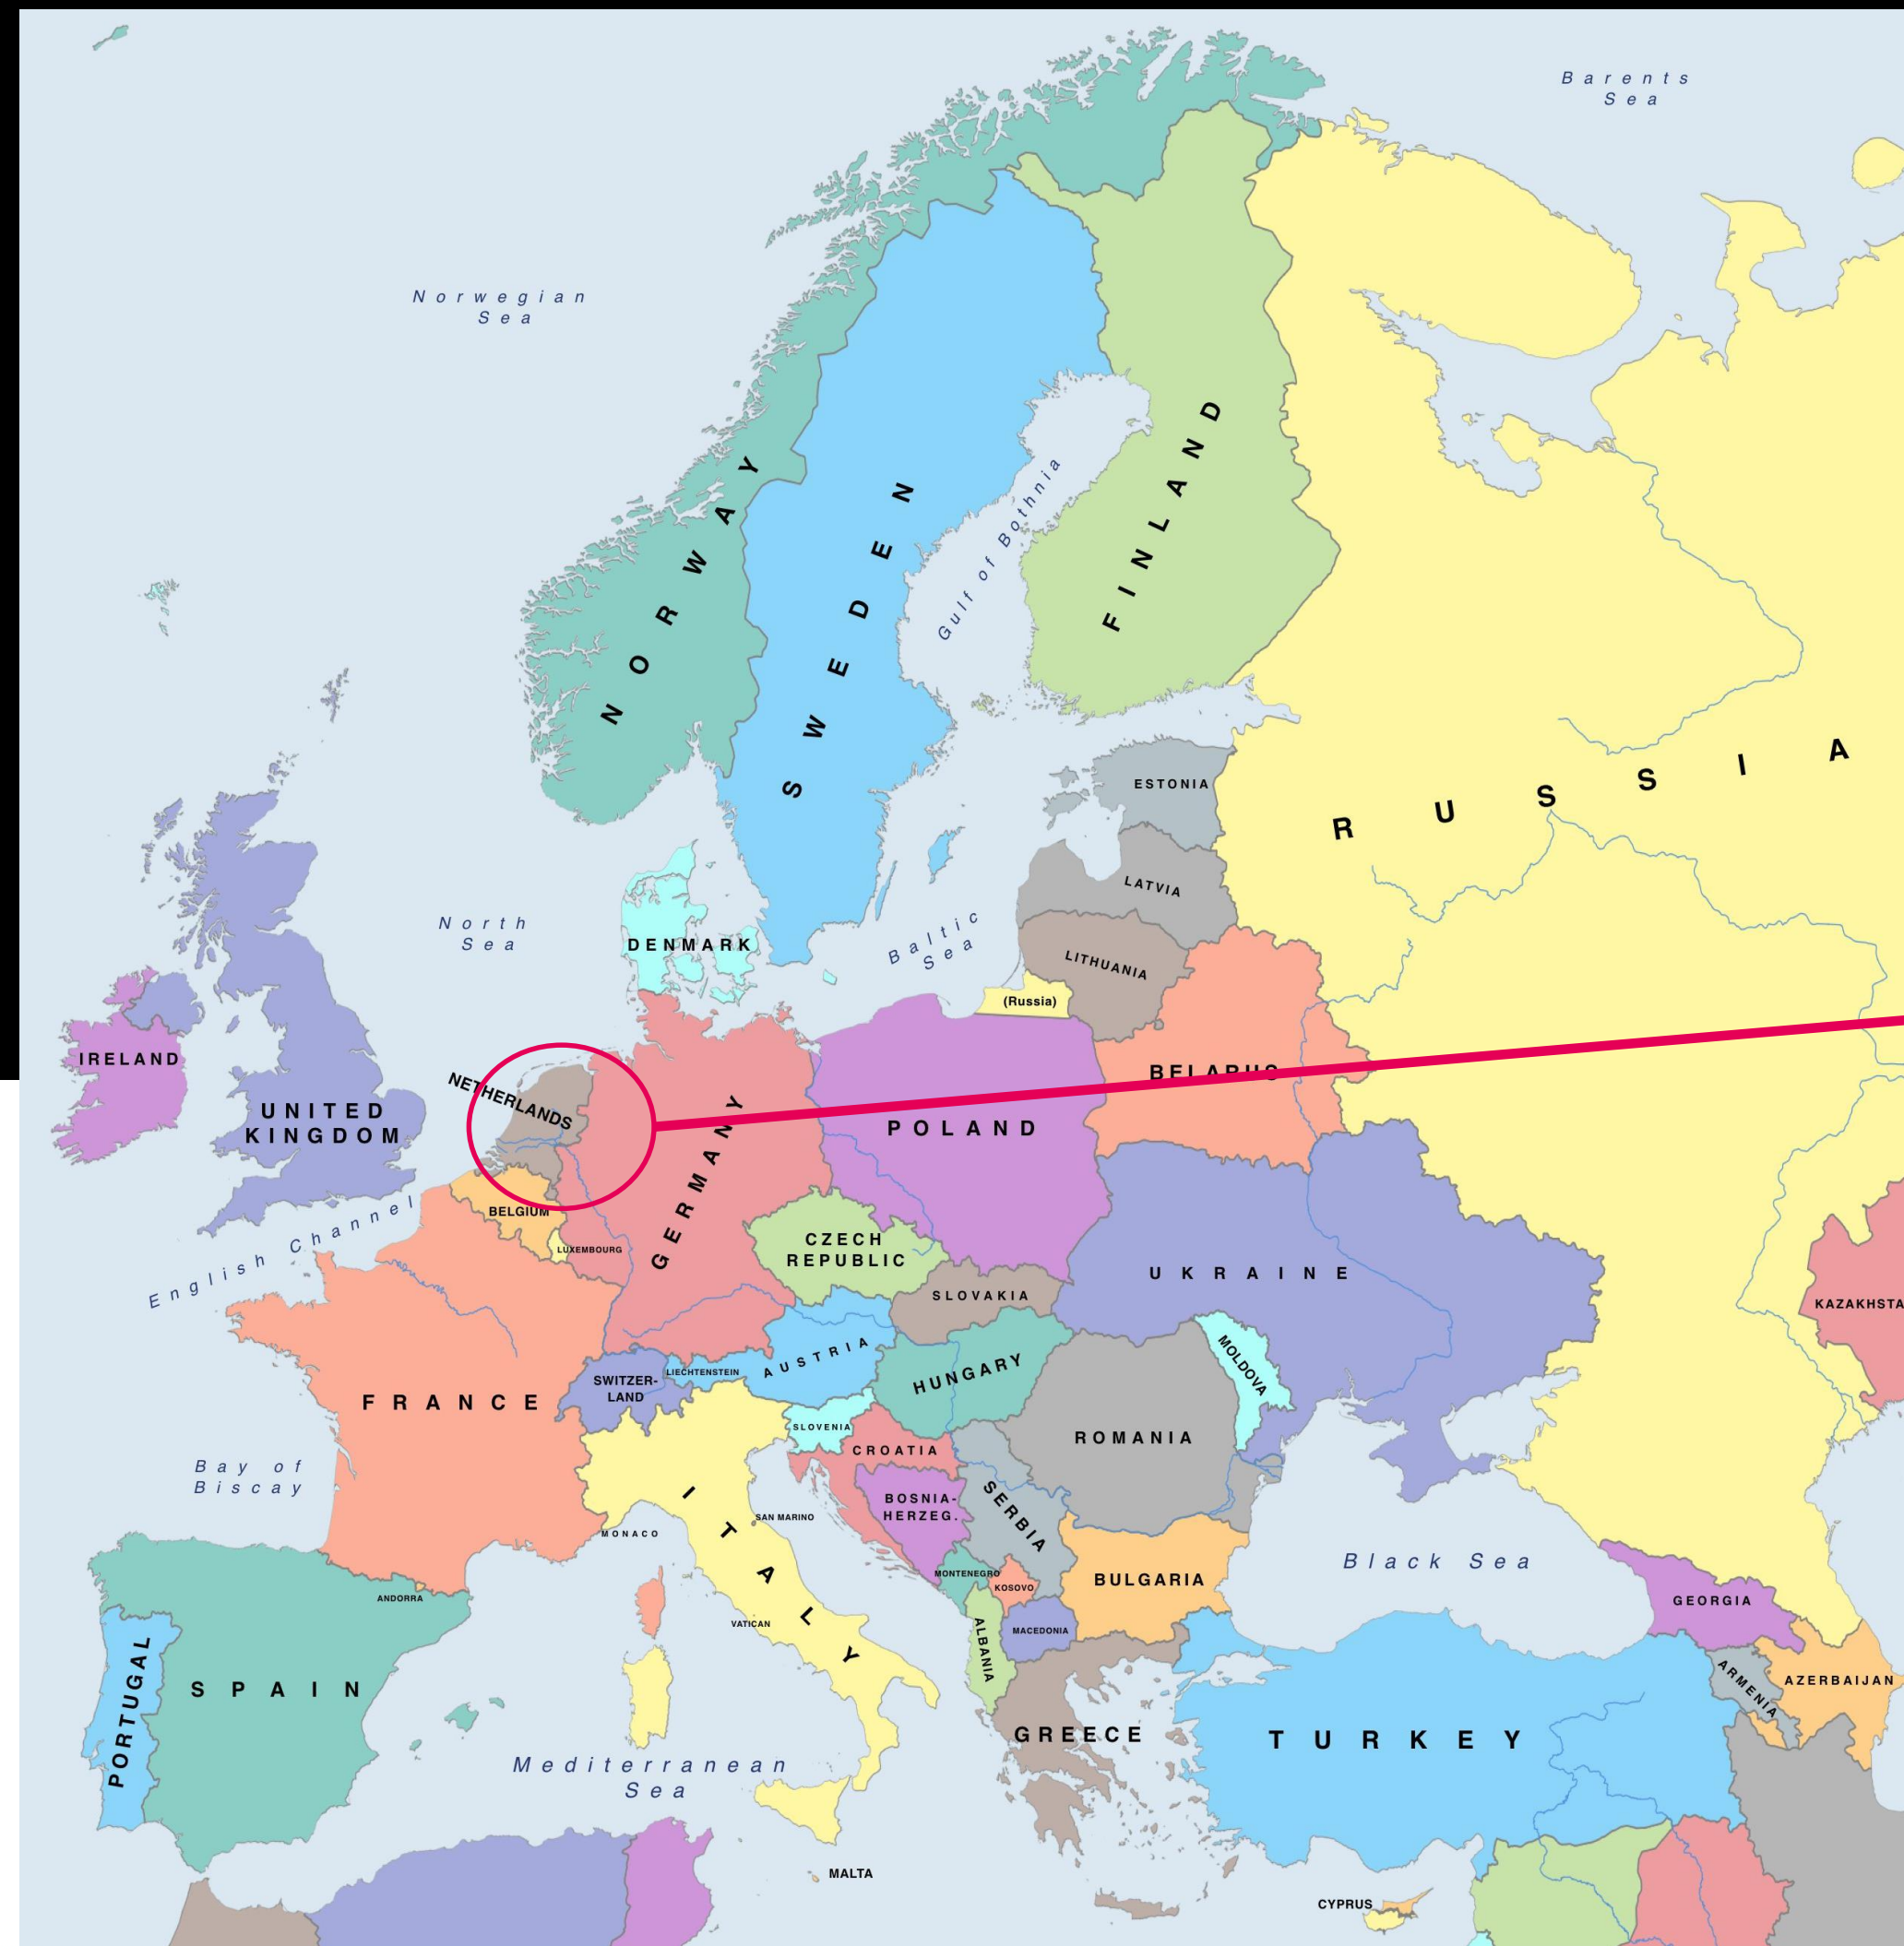 Barents
Sea
Norwegian
Sea
NORWAY
SWEDEN
FINLAND
Gulf of Bothnia
RUSSIA
ESTONIA
LATVIA
LITHUANIA
(Russia)
North
Sea
DENMARK
Baltic
Sea
IRELAND
UNITED
KINGDOM
NETHERLANDS
BELGIUM
LUXEMBOURG
GERMANY
POLAND
BELARUS
English Channel
CZECH
REPUBLIC
SLOVAKIA
UKRAINE
KAZAKHSTA
FRANCE
SWITZER-
LAND
LIECHTENSTEIN
AUSTRIA
HUNGARY
MOLDOVA
SLOVENIA
CROATIA
ROMANIA
Bay of
Biscay
ITALY
BOSNIA-
HERZEG.
SERBIA
SAN MARINO
MONACO
Black Sea
MONTENEGRO
KOSOVO
BULGARIA
GEORGIA
ANDORRA
VATICAN
MACEDONIA
ALBANIA
PORTUGAL
SPAIN
ARMENIA
AZERBAIJAN
GREECE
TURKEY
Mediterranean
Sea
MALTA
CYPRUS